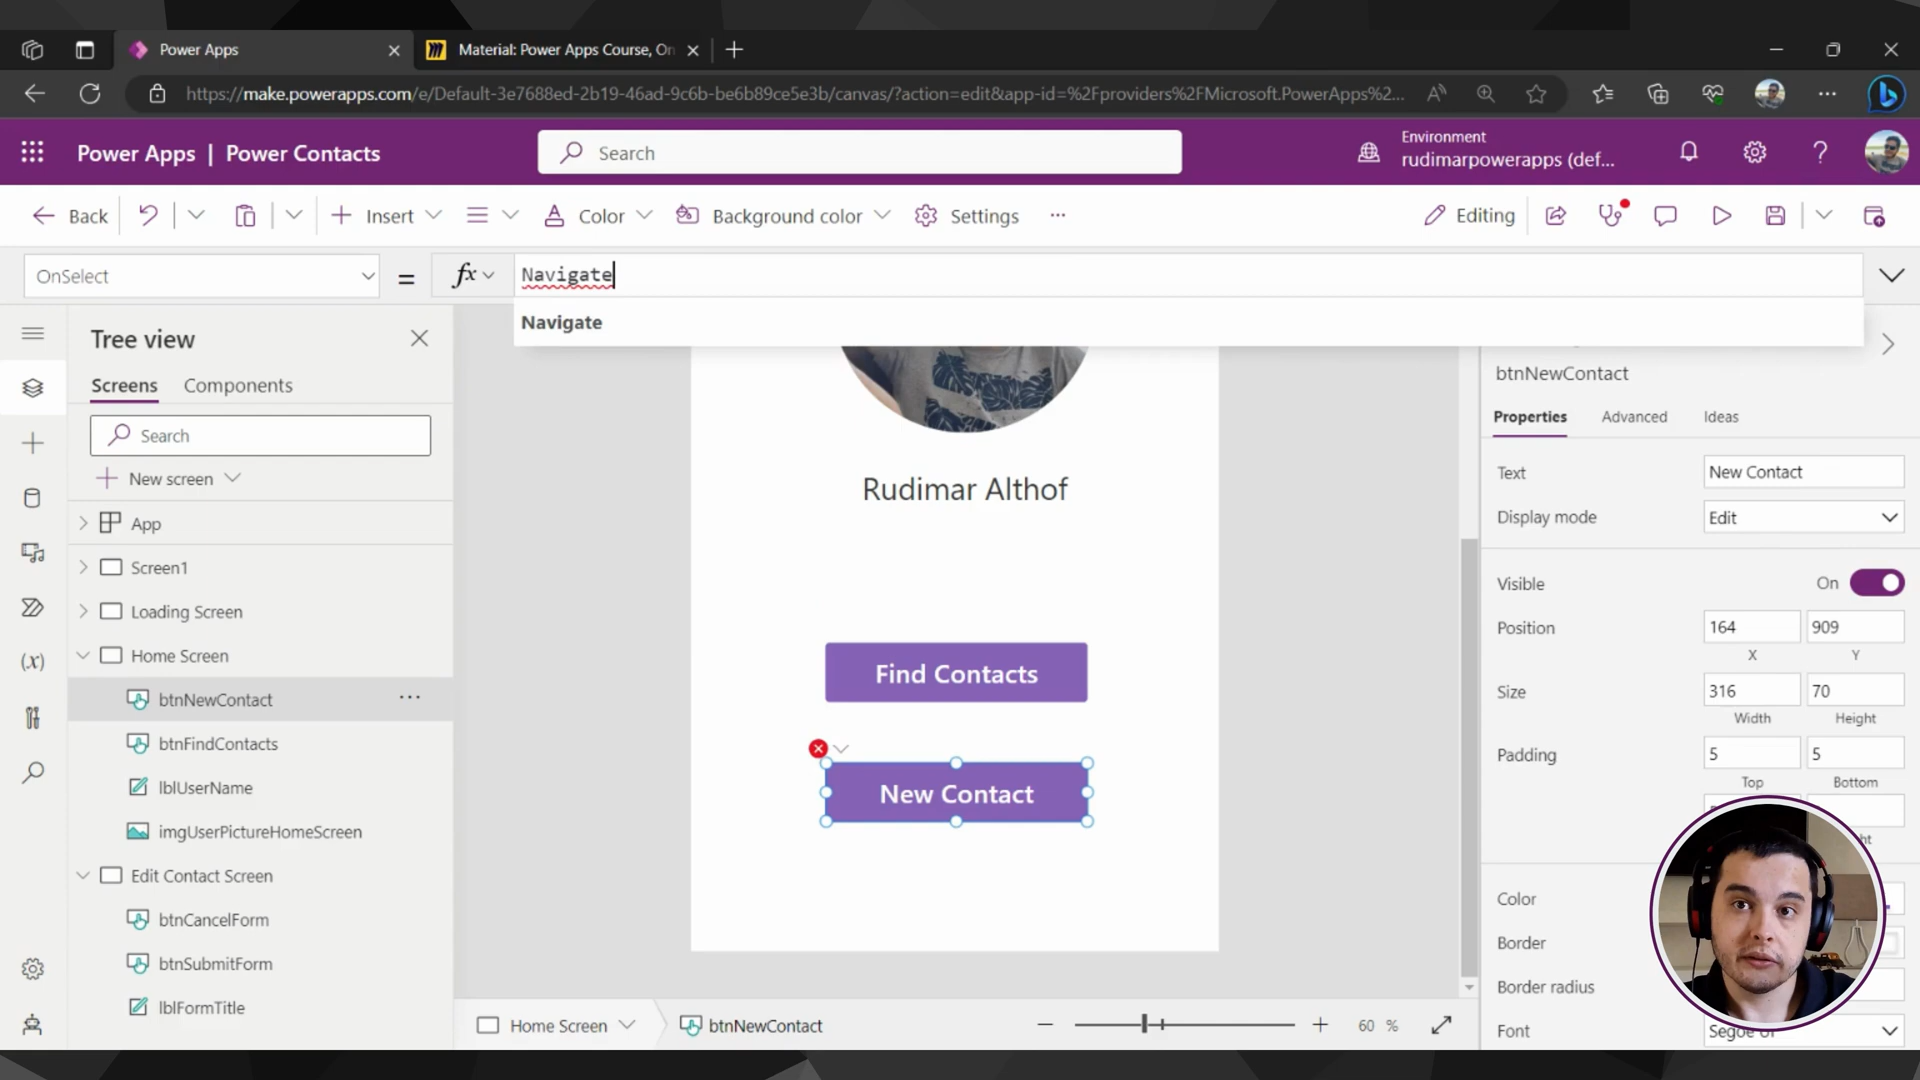 Power Apps
Material: Power Apps Course, On
https://make.powerapps.com/e/Default-3e7688ed-2b19-46ad-9c6b-be6b89ce5e3b/canvas/?action=edit&app-id=%2Fproviders%2FMicrosoft.PowerApps%2...
Power Apps | Power Contacts
Search
Environment
rudimarpowerapps (def...
Back
Insert
Color
Background color
Settings
Editing
OnSelect
=
fx
Navigate
Navigate
Tree view
Screens
Components
Search
New screen
App
Screen1
Loading Screen
Home Screen
btnNewContact
btnFindContacts
lblUserName
imgUserPictureHomeScreen
Edit Contact Screen
btnCancelForm
btnSubmitForm
lblFormTitle
Rudimar Althof
Find Contacts
New Contact
Home Screen
btnNewContact
60 %
btnNewContact
Properties
Advanced
Ideas
Text
New Contact
Display mode
Edit
Visible
On
Position
164
909
X
Y
Size
316
70
Width
Height
Padding
5
5
Top
Bottom
Color
Border
Border radius
Font